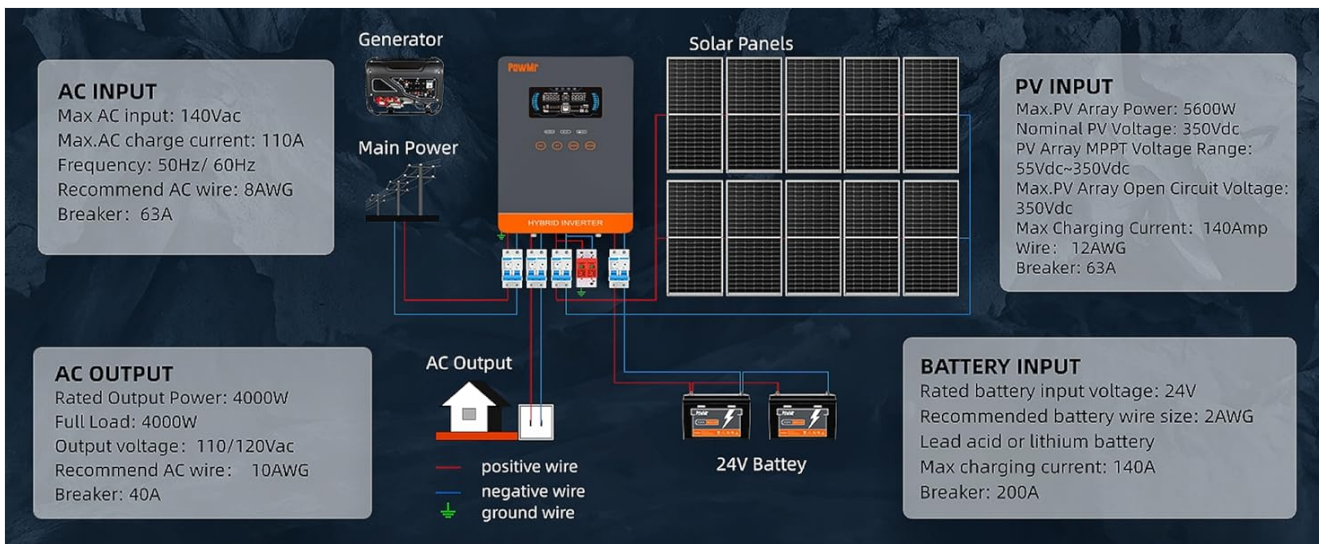 Generator
Solar Panels
PowMr
AC INPUT
Max AC input: 140Vac
Max.AC charge current: 110A
Frequency: 50Hz/ 60Hz
Recommend AC wire: 8AWG
Breaker: 63A
Main Power
HYBRID INVERTER
PV INPUT
Max.PV Array Power: 5600W
Nominal PV Voltage: 350Vdc
PV Array MPPT Voltage Range:
55Vdc~350Vdc
Max.PV Array Open Circuit Voltage:
350Vdc
Max Charging Current: 140Amp
Wire: 12AWG
Breaker: 63A
AC OUTPUT
Rated Output Power: 4000W
Full Load: 4000W
Output voltage: 110/120Vac
Recommend AC wire: 10AWG
Breaker: 40A
AC Output
positive wire
negative wire
ground wire
PowMr
24V Battey
BATTERY INPUT
Rated battery input voltage: 24V
Recommended battery wire size: 2AWG
Lead acid or lithium battery
Max charging current: 140A
Breaker: 200A